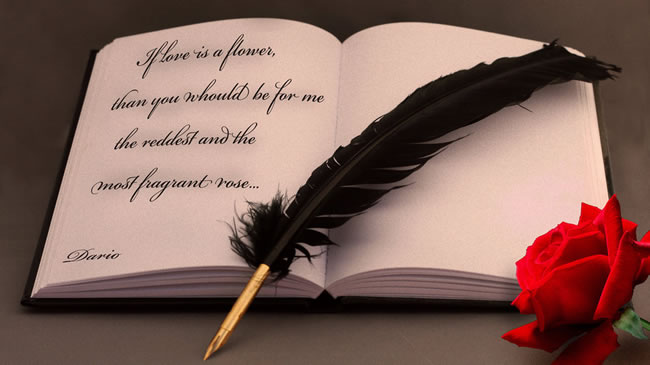 If love is a flower,
than you whould be for me
the reddest and the
most fragrant rose...
Dario